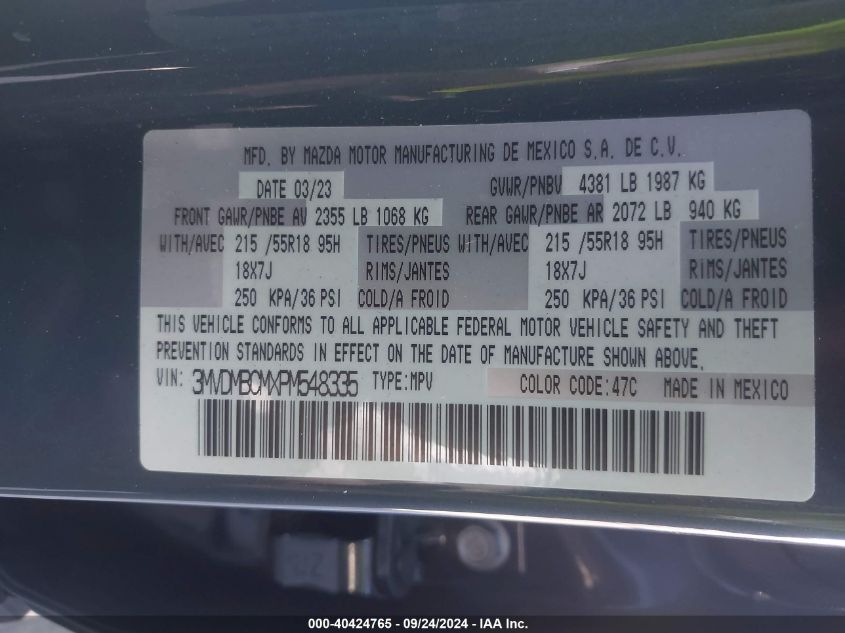 MFD. BY MAZDA MOTOR MANUFACTURING DE MEXICO S.A. DE C.V.
DATE 03/23 GVWR/PNBV 4381 LB 1987 KG
FRONT GAWR/PNBE AV 2355 LB 1068 KG REAR GAWR/PNBE AR 2072 LB 940 KG
WITH/AVEC 215 /55R18 95H TIRES/PNEUS WITH/AVEC 215 /55R18 95H TIRES/PNEUS
18X7J RIMS/JANTES 18X7J RIMS/JANTES
250 KPA/36 PSI COLD/A FROID 250 KPA/36 PSI COLD/A FROID
THIS VEHICLE CONFORMS TO ALL APPLICABLE FEDERAL MOTOR VEHICLE SAFETY AND THEFT
PREVENTION STANDARDS IN EFFECT ON THE DATE OF MANUFACTURE SHOWN ABOVE.
VIN: 3MVDMBCMXPM548335 TYPE:MPV COLOR CODE:47C MADE IN MEXICO
000-40424765 - 09/24/2024 - IAA Inc.